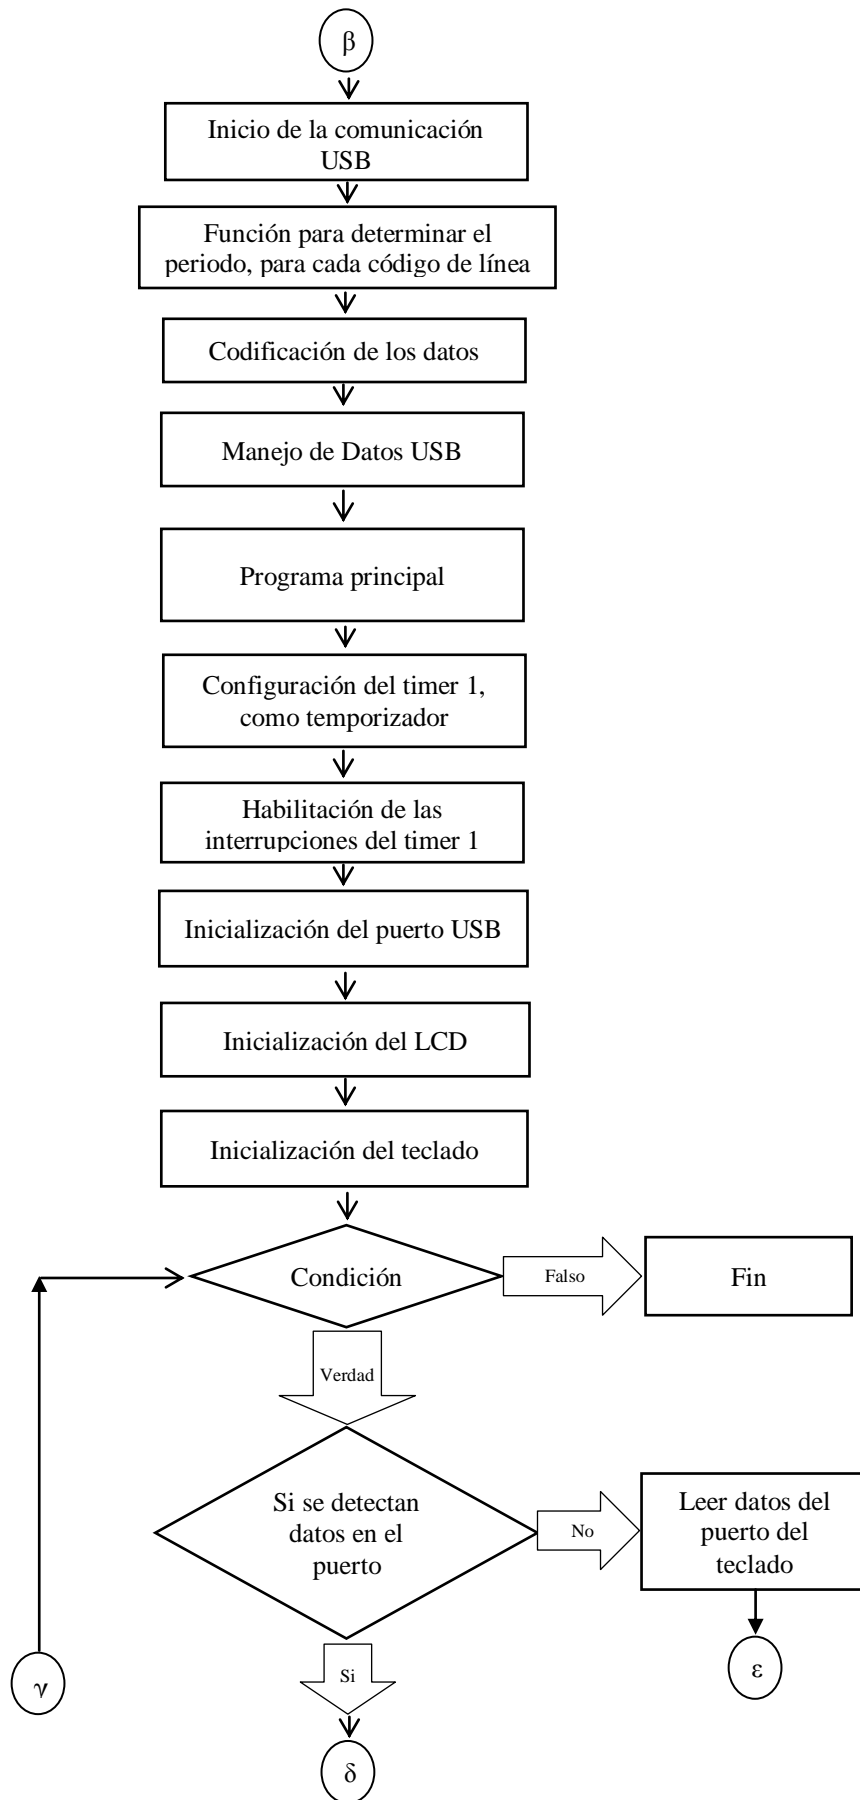 β
Inicio de la comunicación
USB
Función para determinar el
periodo, para cada código de línea
Codificación de los datos
Manejo de Datos USB
Programa principal
Configuración del timer 1,
como temporizador
Habilitación de las
interrupciones del timer 1
Inicialización del puerto USB
Inicialización del LCD
Inicialización del teclado
Condición
Falso
Fin
Verdad
Si se detectan
datos en el
puerto
No
Leer datos del
puerto del
teclado
γ
Si
ε
δ